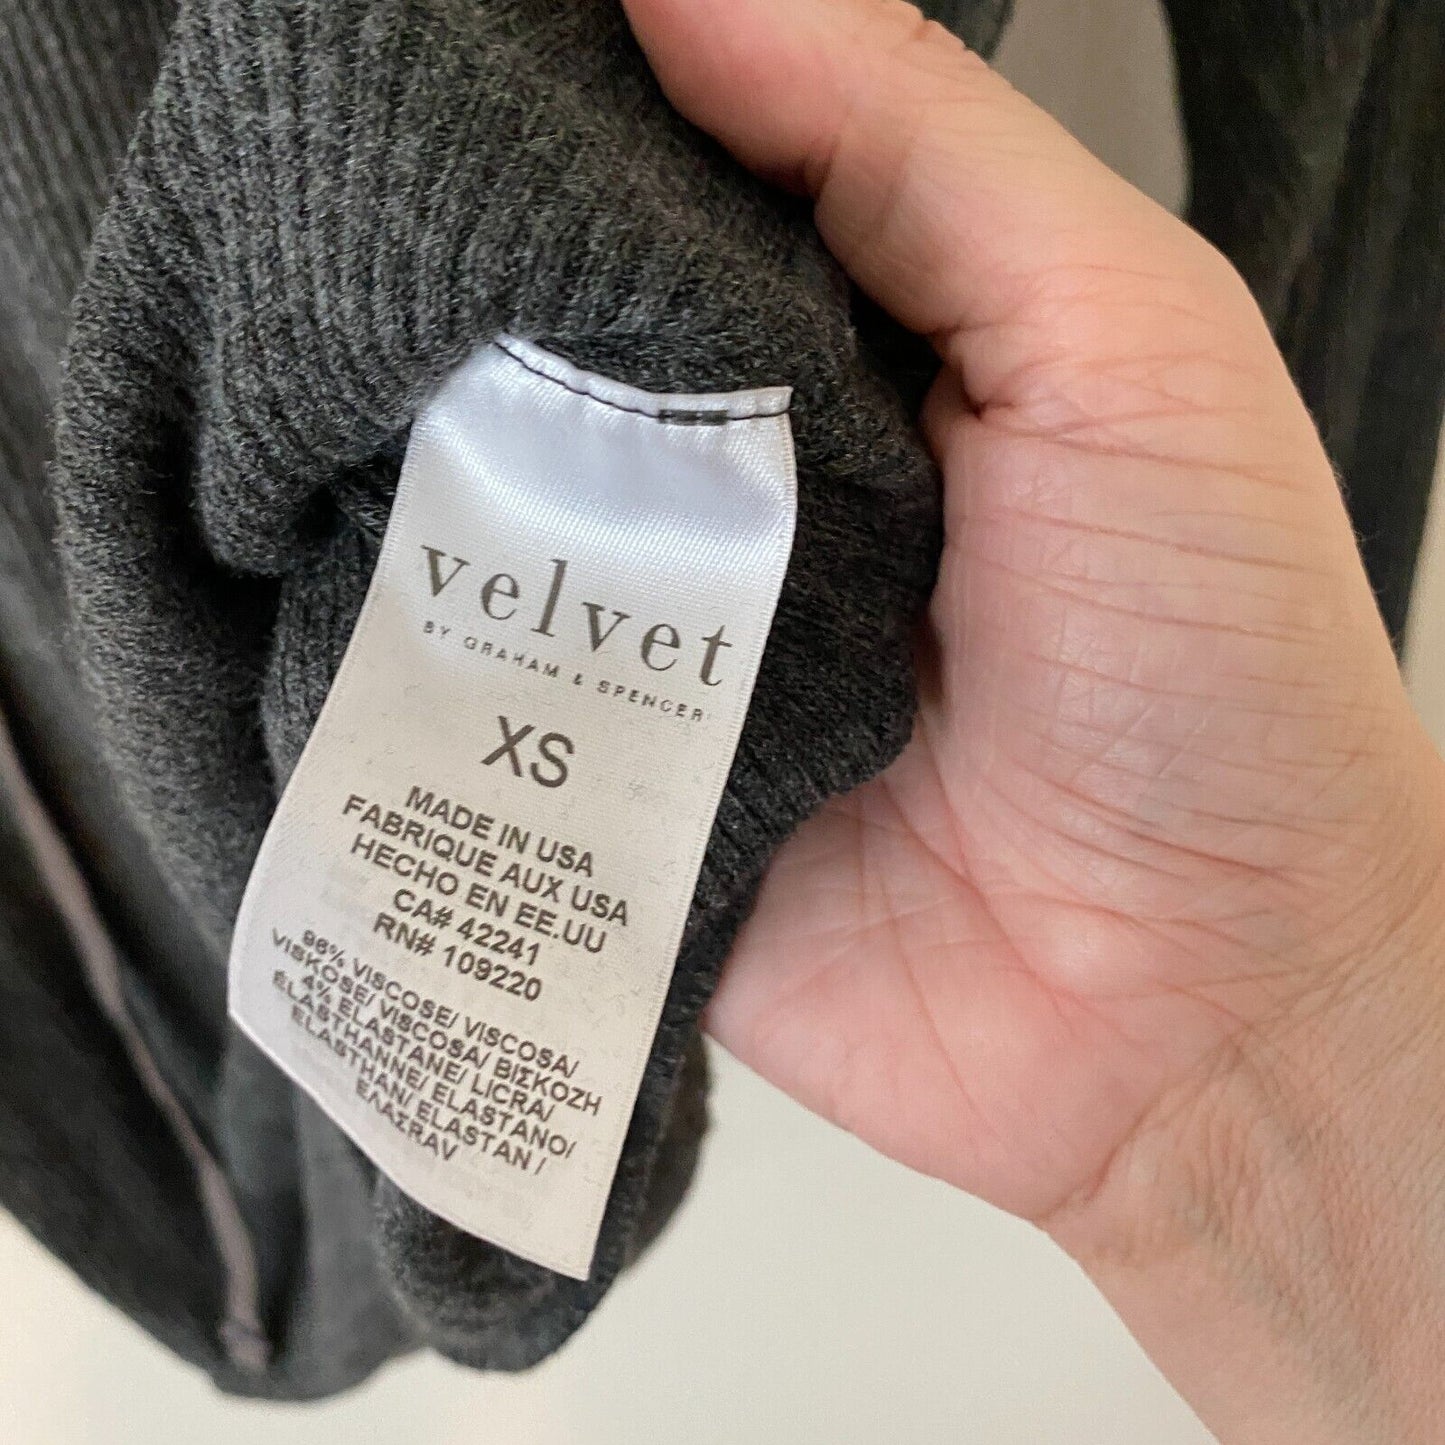 velvet
BY GRAHAM & SPENCER
XS
MADE IN USA
FABRIQUE AUX USA
HECHO EN EE.UU
CA# 42241
RN# 109220
96% VISCOSE/ VISCOSA/
VISKOSE/ VISCOSA/ ΒΙΣΚΟΖΗ
4% ELASTANE/ LICRA/
ELASTHANNE/ ELASTANO/
ELASTHAN/ ELASTAN /
ΕΛΑΣΤΑΝ